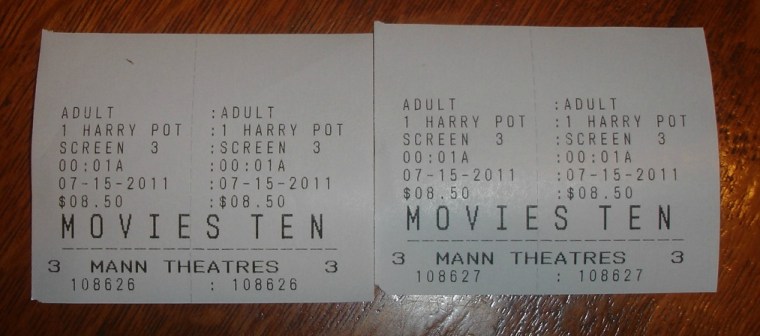 ADULT :ADULT
1 HARRY POT :1 HARRY POT
SCREEN 3 :SCREEN 3
00:01A :00:01A
07-15-2011 :07-15-2011
$08.50 :$08.50
MOVIES TEN
3 MANN THEATRES 3
108626 : 108626
ADULT :ADULT
1 HARRY POT :1 HARRY POT
SCREEN 3 :SCREEN 3
00:01A :00:01A
07-15-2011 :07-15-2011
$08.50 :$08.50
MOVIES TEN
3 MANN THEATRES 3
108627 : 108627